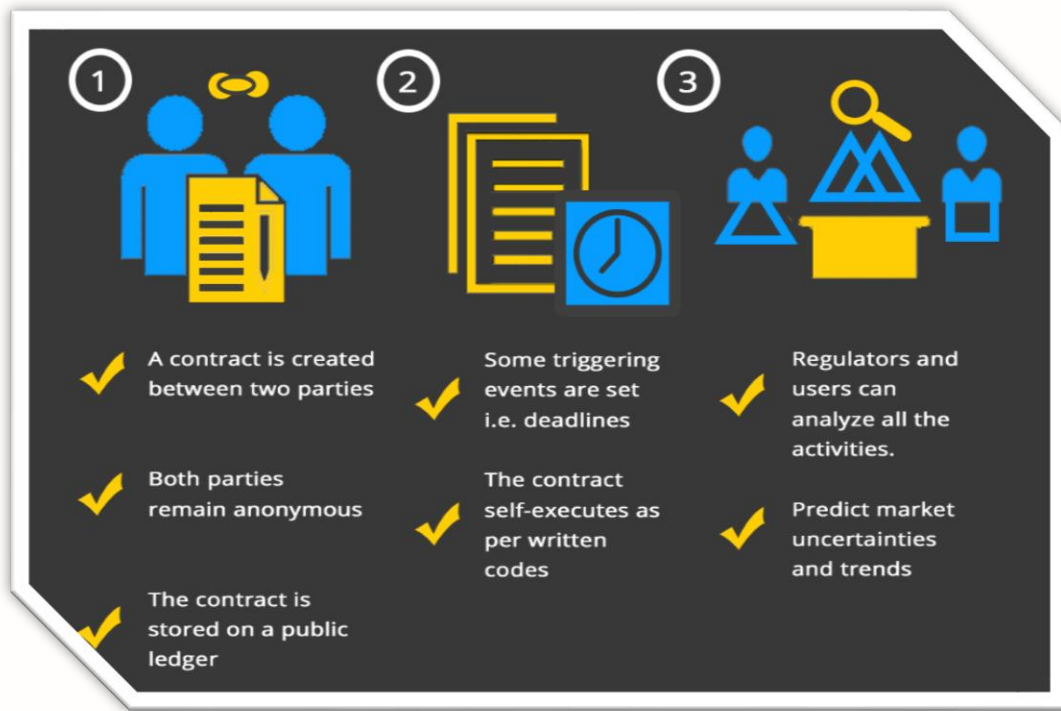 1
A contract is created
between two parties
Both parties
remain anonymous
The contract is
stored on a public
ledger
2
Some triggering
events are set
i.e. deadlines
The contract
self-executes as
per written
codes
3
Regulators and
users can
analyze all the
activities.
Predict market
uncertainties
and trends